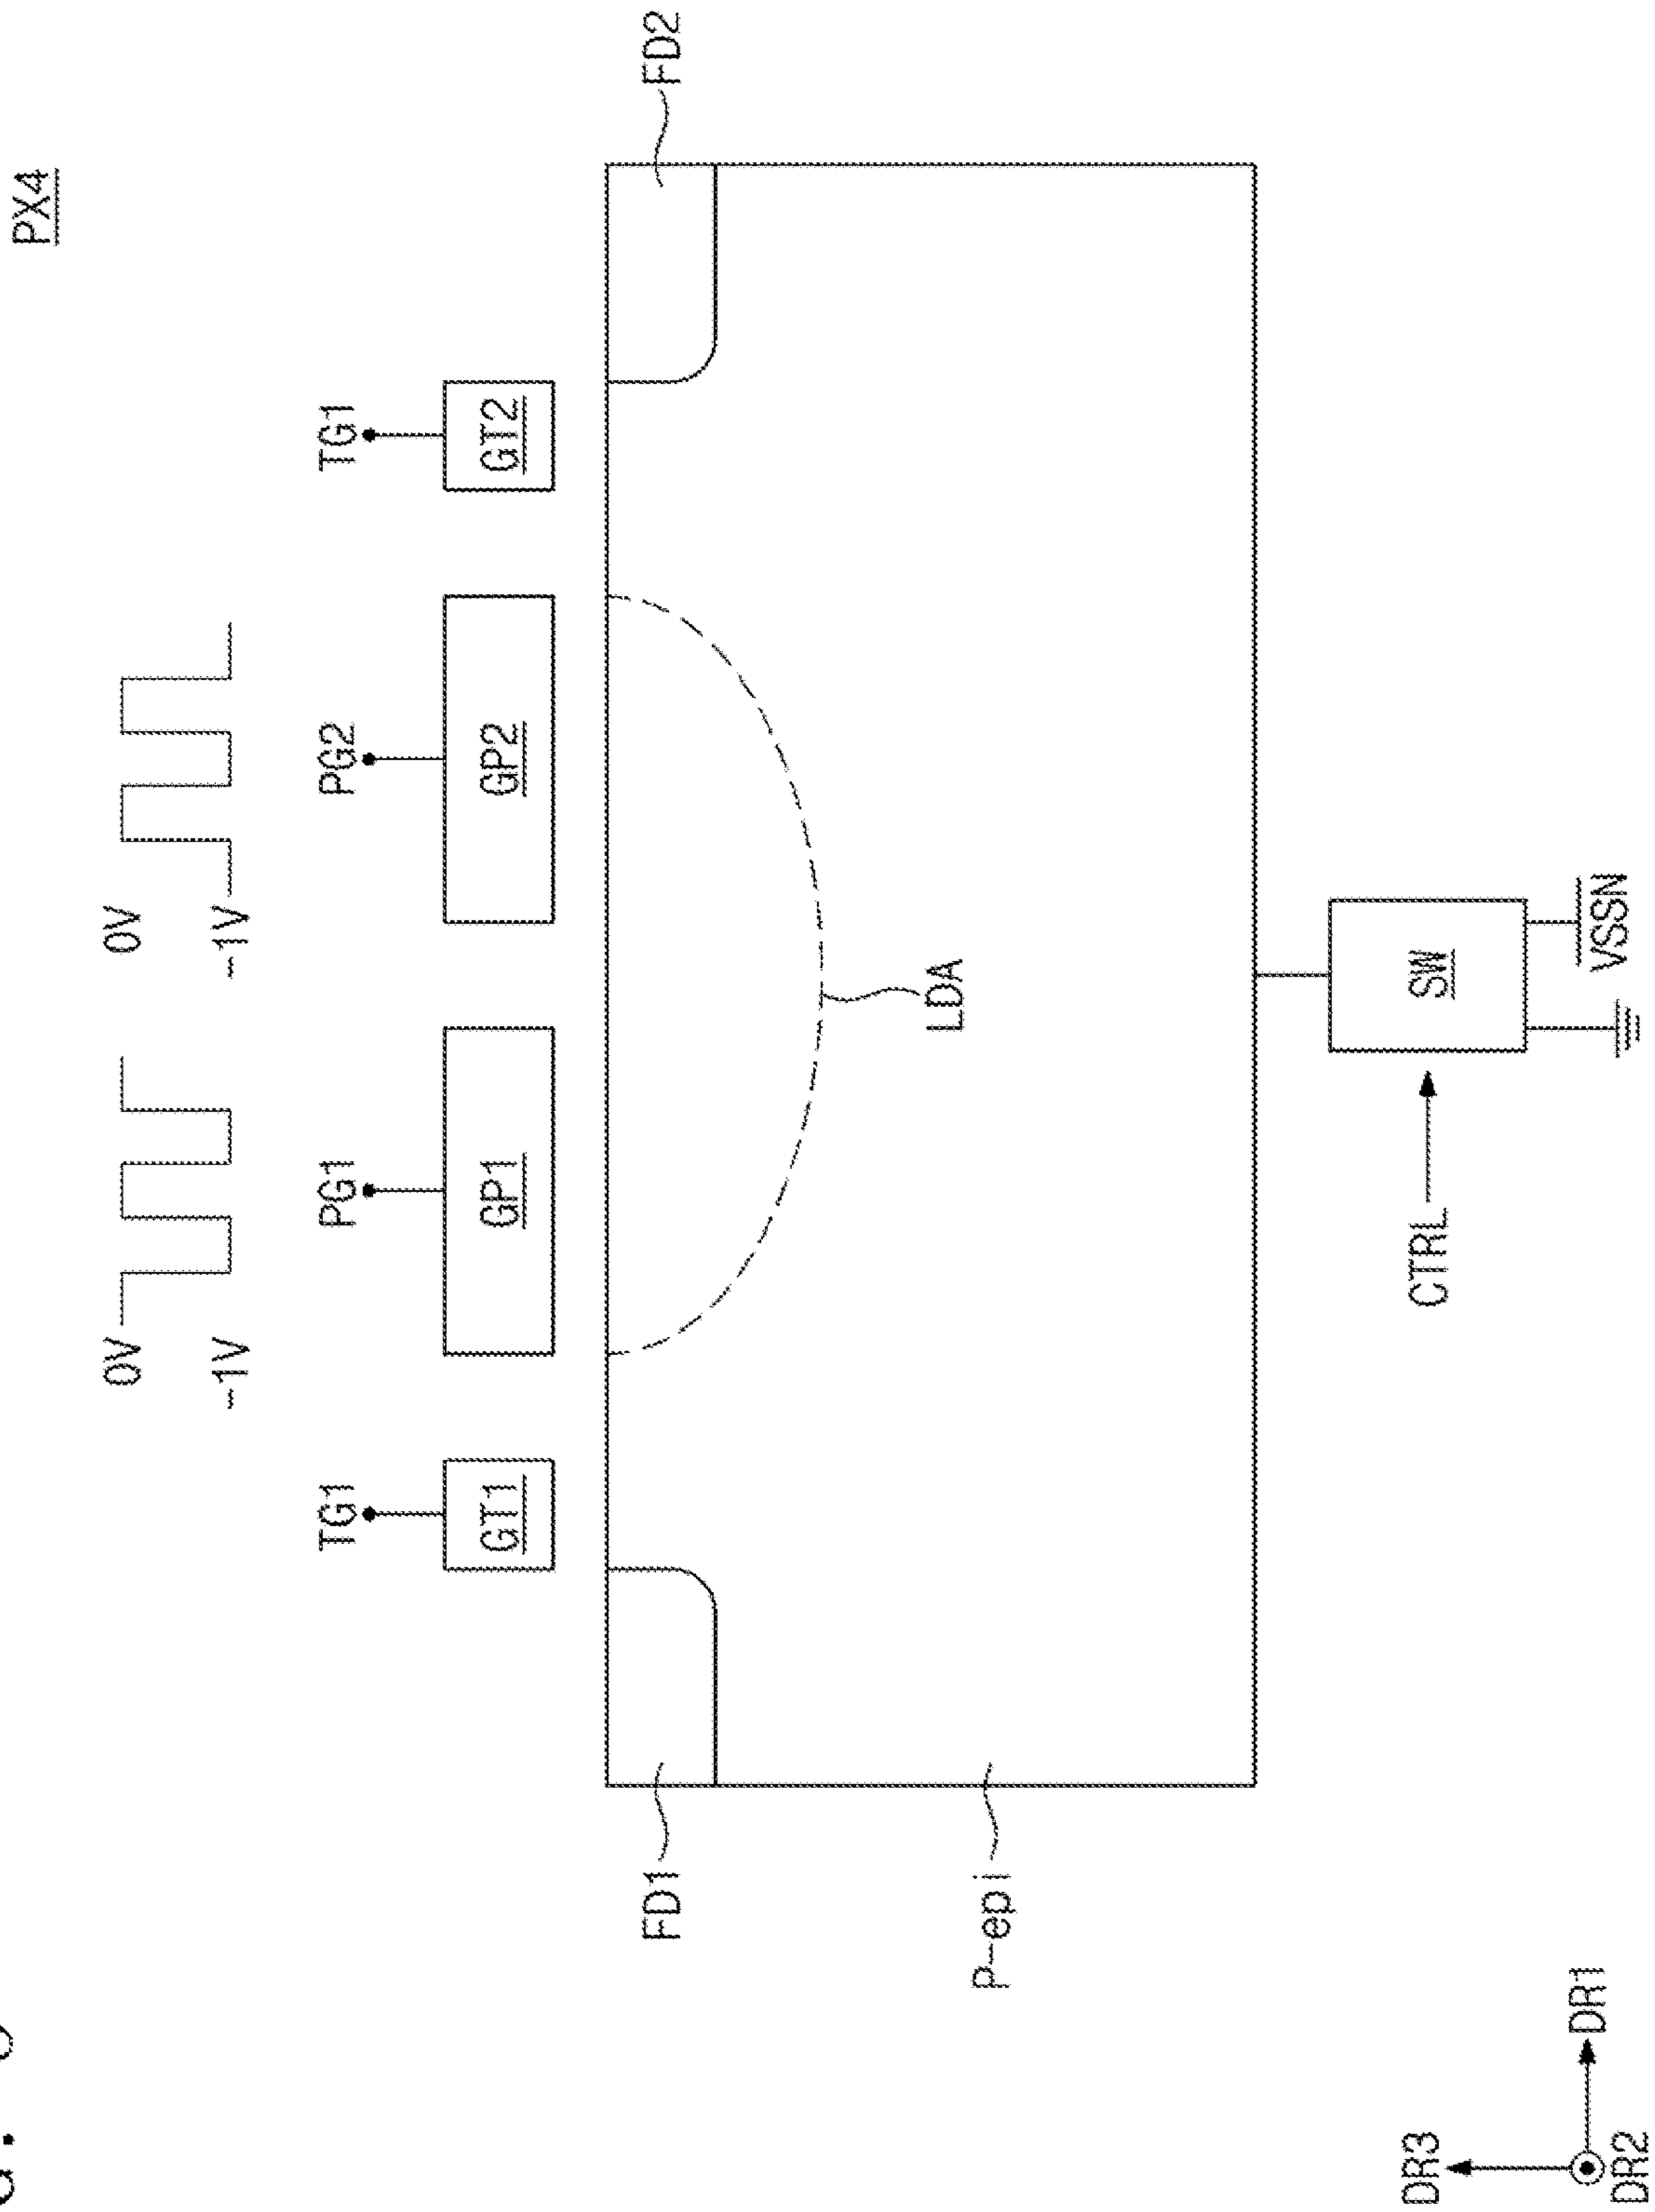 PX4
0V
-1V
0V
-1V
TG1
PG1
PG2
TG1
GT1
GP1
GP2
GT2
FD1
FD2
LDA
P-epi
CTRL
SW
VSSN
DR3
DR2
DR1